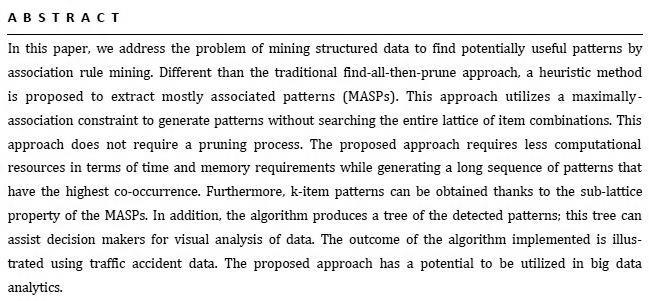 A B S T R A C T
In this paper, we address the problem of mining structured data to find potentially useful patterns by
association rule mining. Different than the traditional find-all-then-prune approach, a heuristic method
is proposed to extract mostly associated patterns (MASPs). This approach utilizes a maximally-
association constraint to generate patterns without searching the entire lattice of item combinations. This
approach does not require a pruning process. The proposed approach requires less computational
resources in terms of time and memory requirements while generating a long sequence of patterns that
have the highest co-occurrence. Furthermore, k-item patterns can be obtained thanks to the sub-lattice
property of the MASPs. In addition, the algorithm produces a tree of the detected patterns; this tree can
assist decision makers for visual analysis of data. The outcome of the algorithm implemented is illus-
trated using traffic accident data. The proposed approach has a potential to be utilized in big data
analytics.